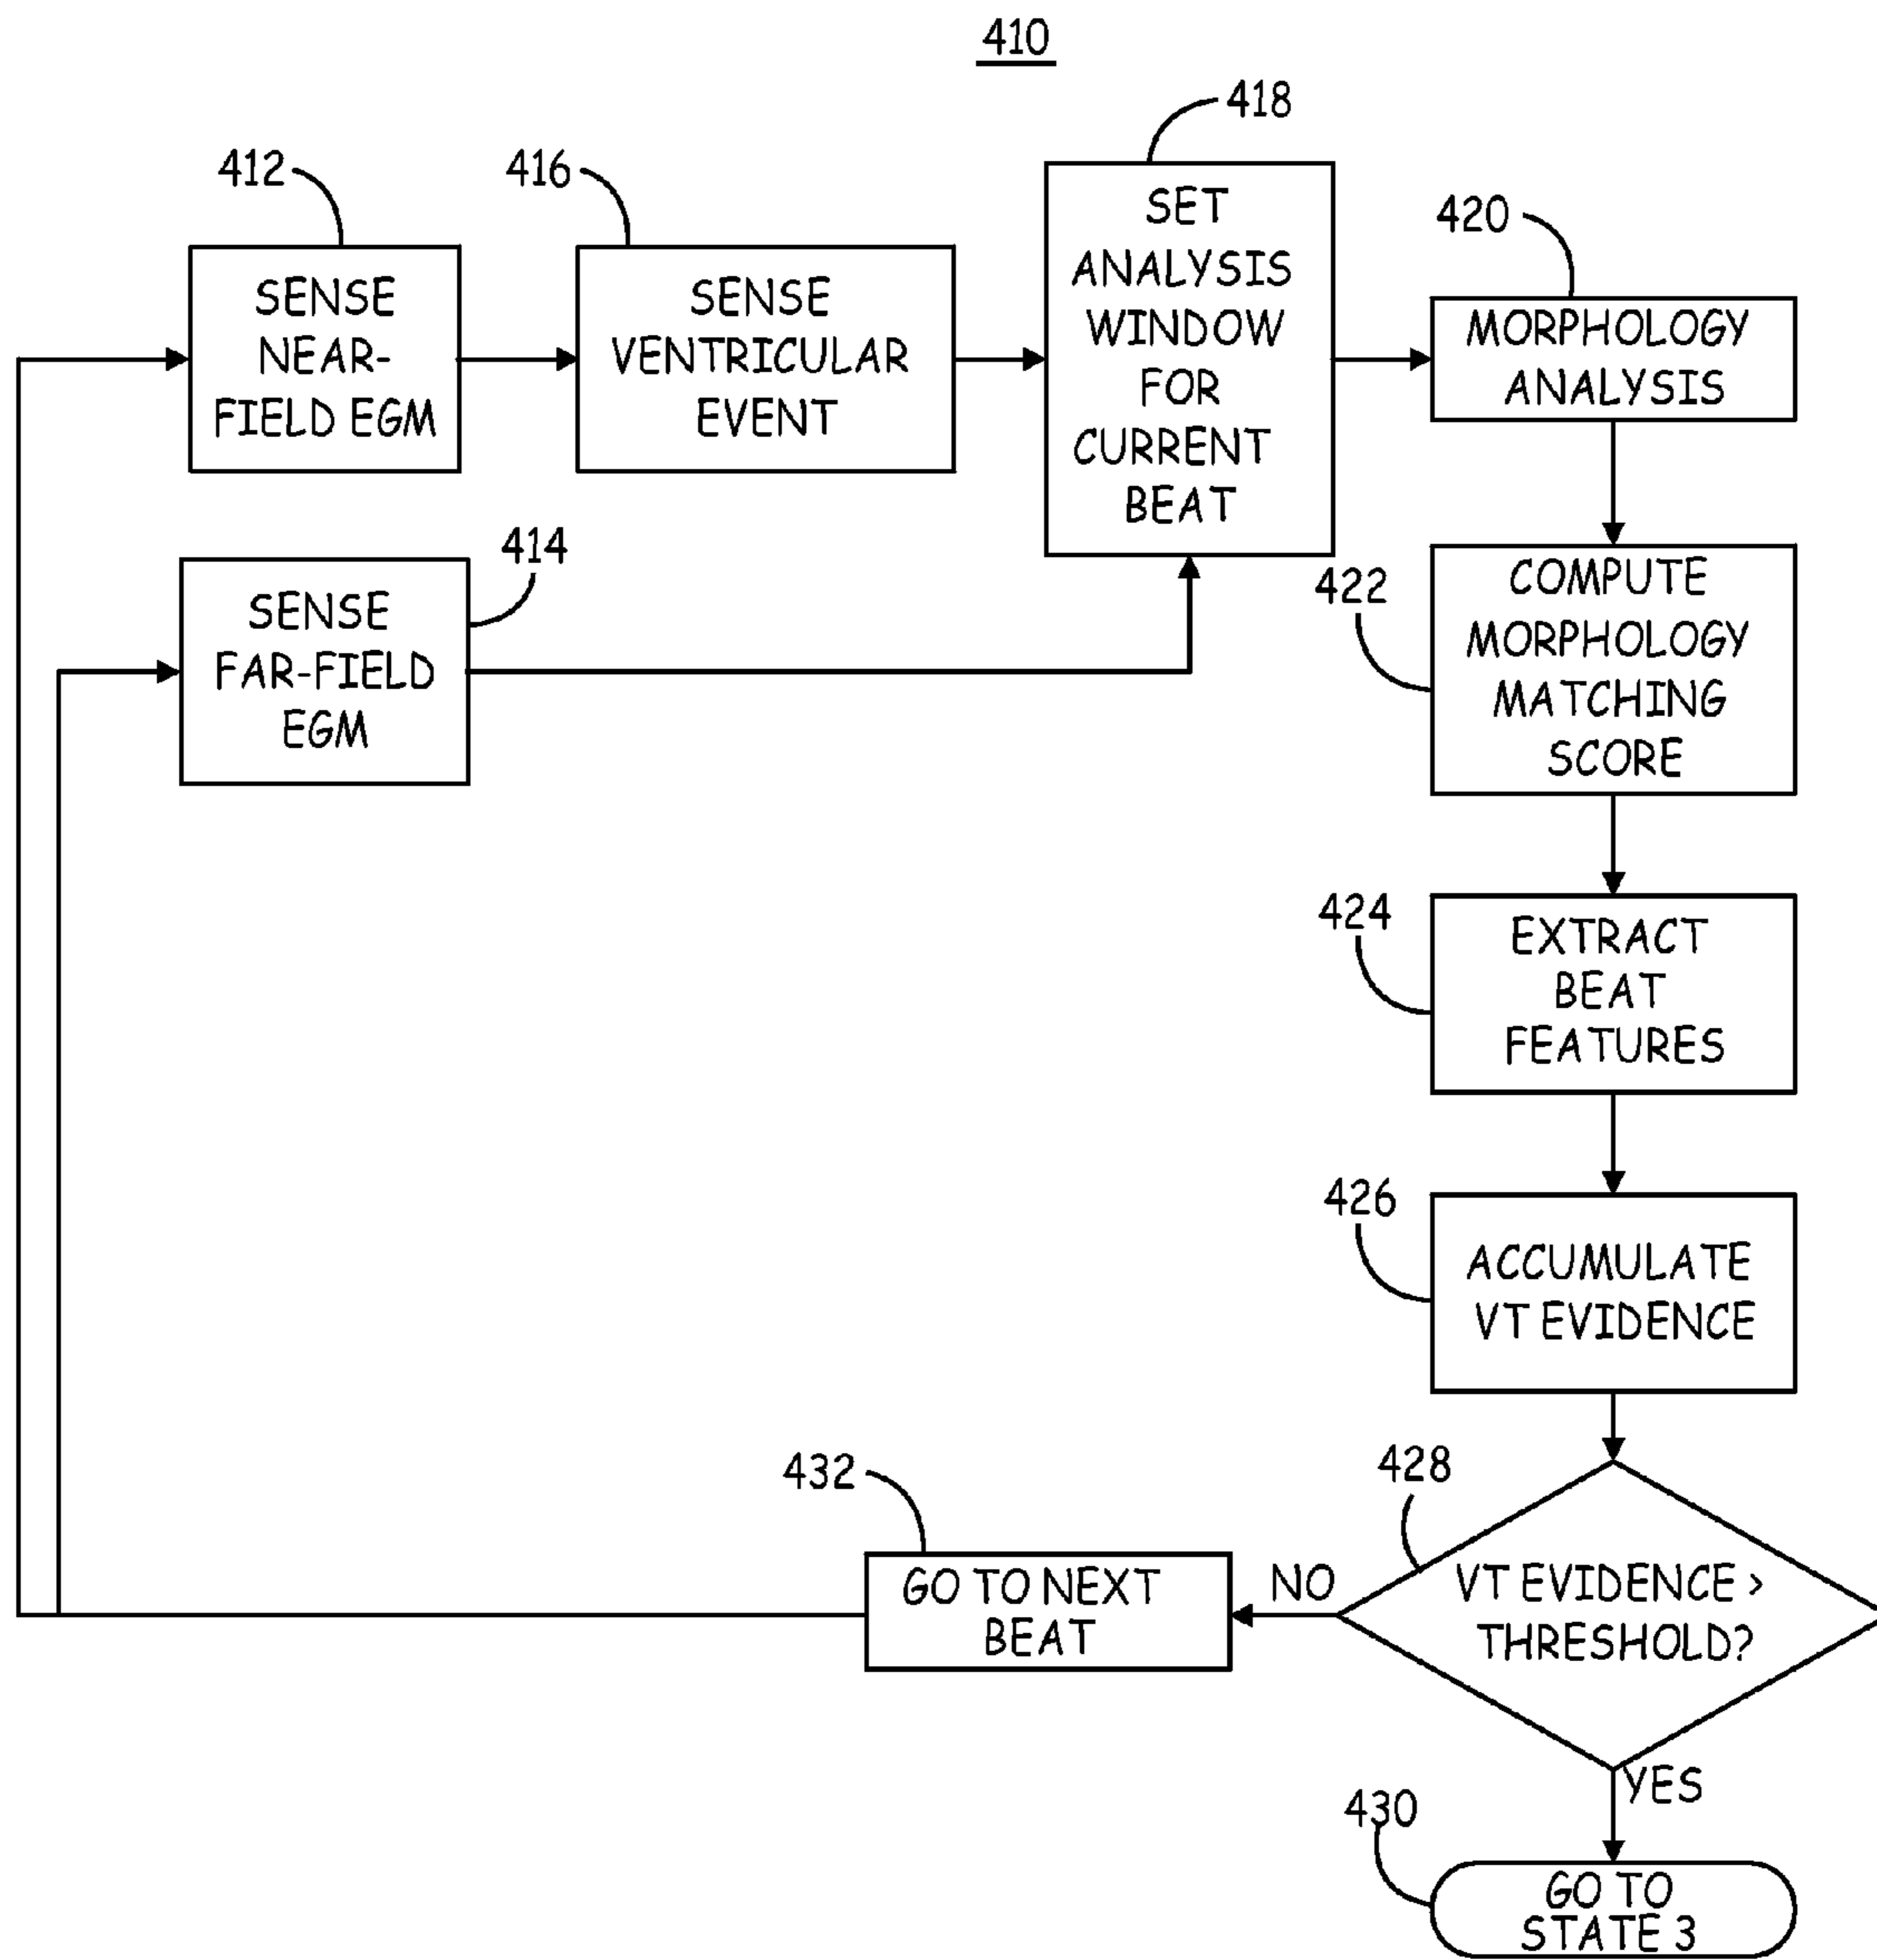 410
412
SENSE
NEAR-
FIELD EGM
416
SENSE
VENTRICULAR
EVENT
418
SET
ANALYSIS
WINDOW
FOR
CURRENT
BEAT
420
MORPHOLOGY
ANALYSIS
414
SENSE
FAR-FIELD
EGM
422
COMPUTE
MORPHOLOGY
MATCHING
SCORE
424
EXTRACT
BEAT
FEATURES
426
ACCUMULATE
VT EVIDENCE
428
VT EVIDENCE >
THRESHOLD?
NO
432
GO TO NEXT
BEAT
YES
430
GO TO
STATE 3